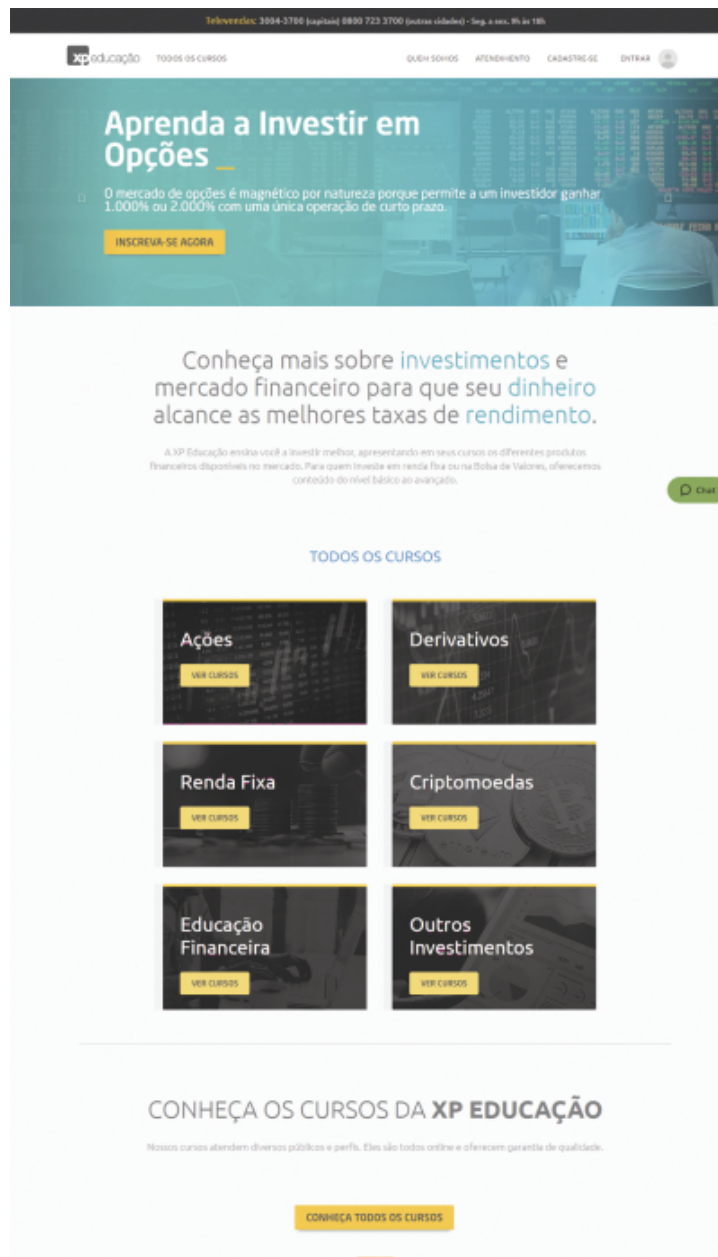 Televendas: 3004-3700 (capitais) 0800 723 3700 (outras cidades) - Seg. a sex. 9h às 18h
xp educação
TODOS OS CURSOS
QUEM SOMOS
ATENDIMENTO
CADASTRE-SE
ENTRAR
Aprenda a Investir em
Opções _
O mercado de opções é magnético por natureza porque permite a um investidor ganhar
1.000% ou 2.000% com uma única operação de curto prazo.
INSCREVA-SE AGORA
Conheça mais sobre investimentos e
mercado financeiro para que seu dinheiro
alcance as melhores taxas de rendimento.
A XP Educação ensina você a investir melhor, apresentando em seus cursos os diferentes produtos
financeiros disponíveis no mercado. Para quem investe em renda fixa ou na Bolsa de Valores, oferecemos
conteúdo do nível básico ao avançado.
Chat
TODOS OS CURSOS
Ações
VER CURSOS
Derivativos
VER CURSOS
Renda Fixa
VER CURSOS
Criptomoedas
VER CURSOS
Educação
Financeira
VER CURSOS
Outros
Investimentos
VER CURSOS
CONHEÇA OS CURSOS DA XP EDUCAÇÃO
Nossos cursos atendem diversos públicos e perfis. Eles são todos online e oferecem garantia de qualidade.
CONHEÇA TODOS OS CURSOS